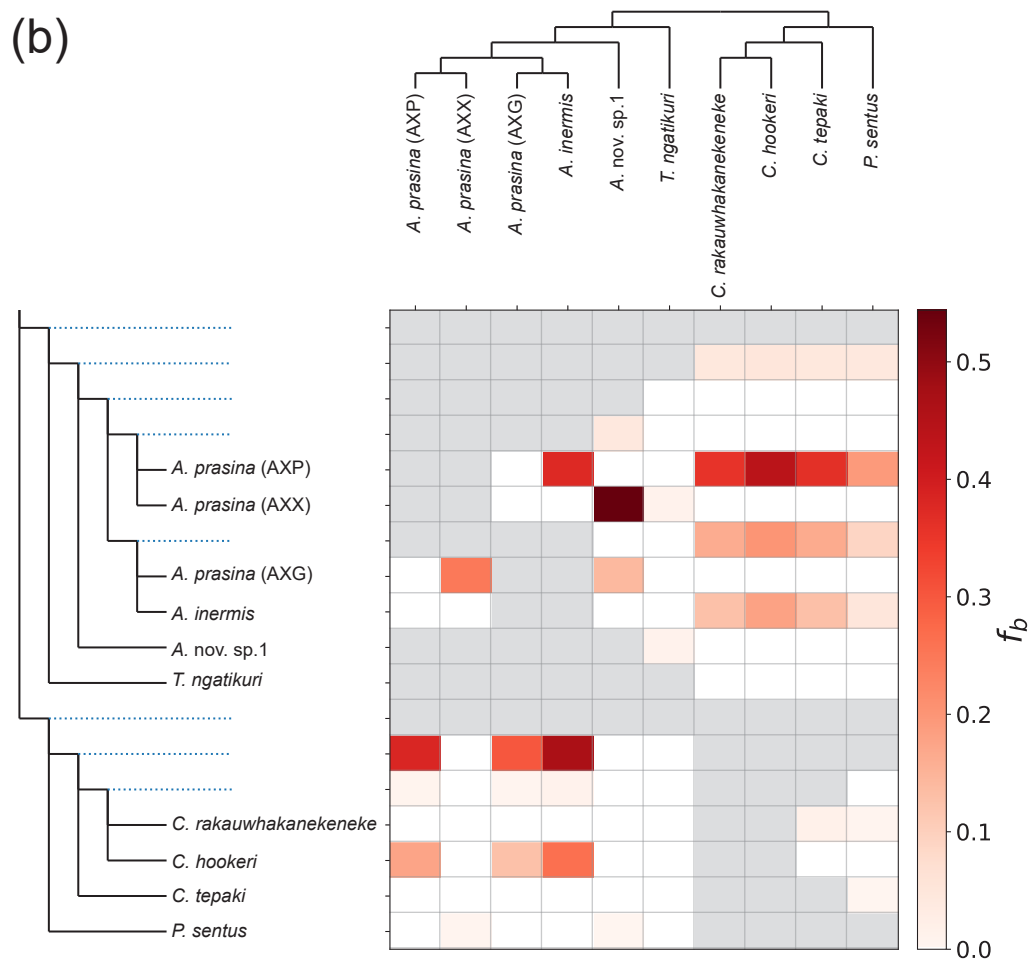 (b)
A. prasina (AXP)
A. prasina (AXX)
A. prasina (AXG)
A. inermis
A. nov. sp.1
T. ngatikuri
C. rakauwhakanekeneke
C. hookeri
C. tepaki
P. sentus
A. prasina (AXP)
A. prasina (AXX)
A. prasina (AXG)
A. inermis
A. nov. sp.1
T. ngatikuri
C. rakauwhakanekeneke
C. hookeri
C. tepaki
P. sentus
0.5
0.4
0.3
0.2
0.1
0.0
f_b